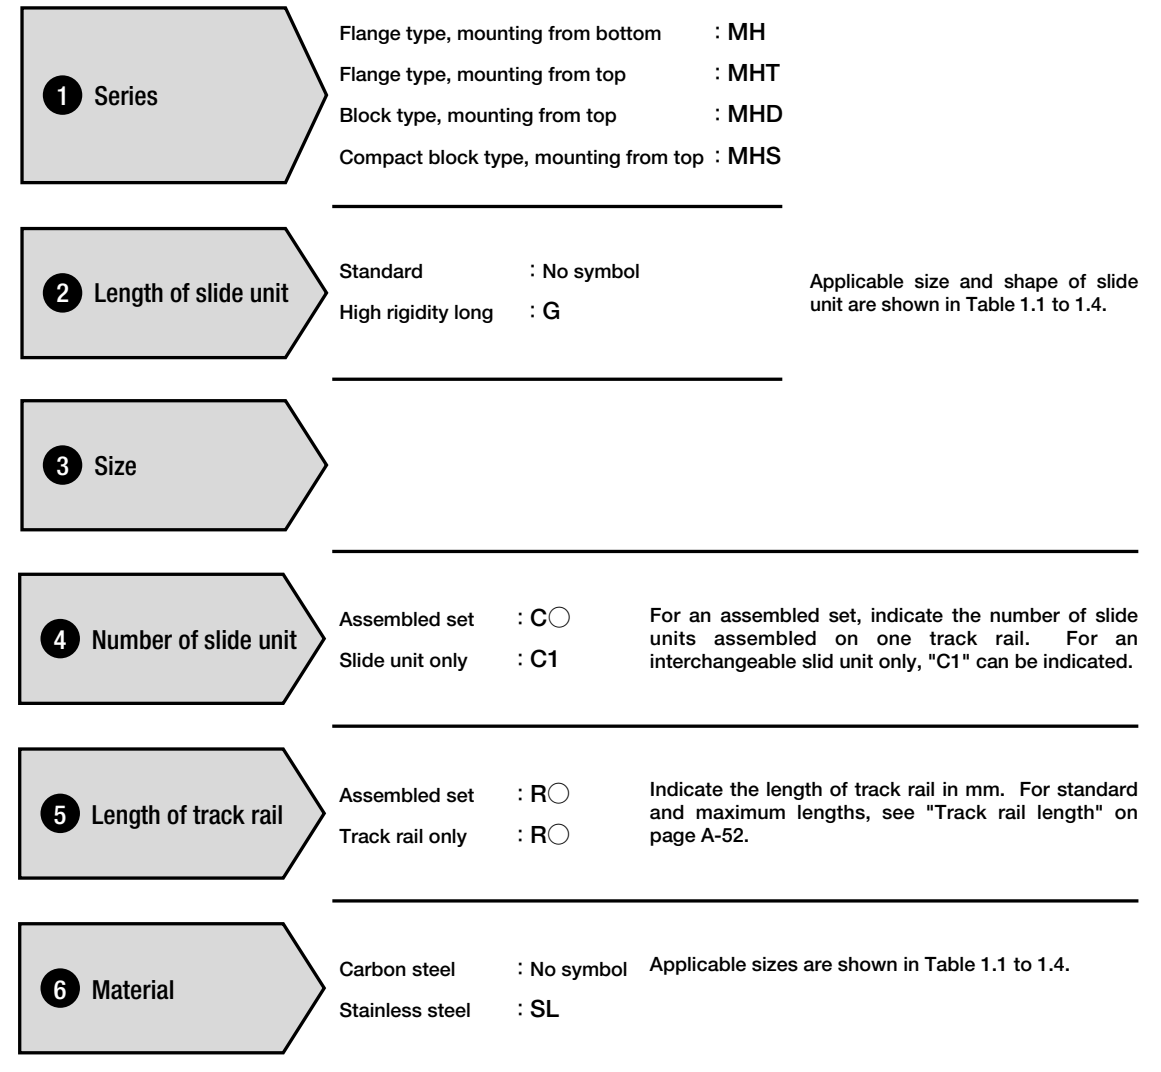 1 Series
Flange type, mounting from bottom : MH
Flange type, mounting from top : MHT
Block type, mounting from top : MHD
Compact block type, mounting from top : MHS
2 Length of slide unit
Standard : No symbol
High rigidity long : G
Applicable size and shape of slide
unit are shown in Table 1.1 to 1.4.
3 Size
4 Number of slide unit
Assembled set : C○
Slide unit only : C1
For an assembled set, indicate the number of slide
units assembled on one track rail. For an
interchangeable slid unit only, "C1" can be indicated.
5 Length of track rail
Assembled set : R○
Track rail only : R○
Indicate the length of track rail in mm. For standard
and maximum lengths, see "Track rail length" on
page A-52.
6 Material
Carbon steel : No symbol
Stainless steel : SL
Applicable sizes are shown in Table 1.1 to 1.4.